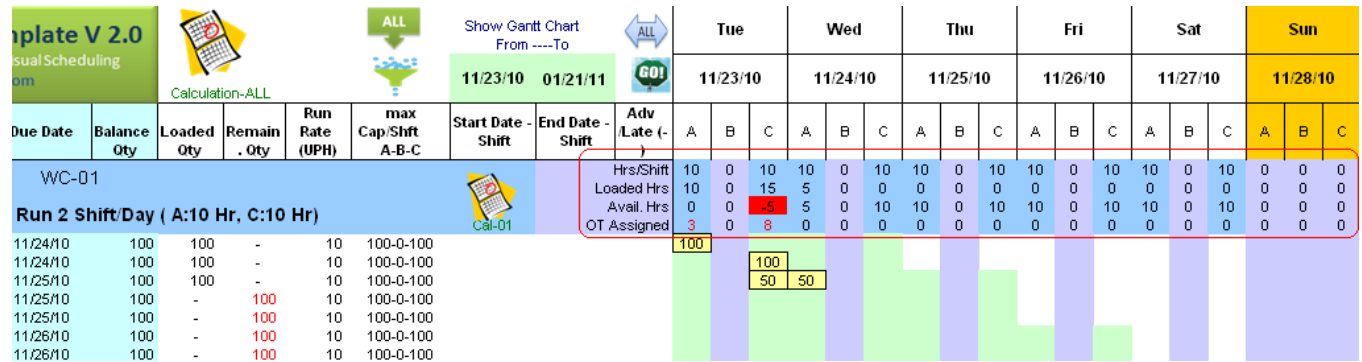 nplate V 2.0
isual Scheduling
om
Calculation-ALL
ALL
Show Gantt Chart
From ----To
ALL
11/23/10 01/21/11 GO!
Tue Wed Thu Fri Sat Sun
11/23/10 11/24/10 11/25/10 11/26/10 11/27/10 11/28/10
Due Date Balance Qty Loaded Qty Remain . Qty Run Rate (UPH) max Cap/Shft A-B-C Start Date - Shift End Date - Shift Adv /Late (- ) A B C A B C A B C A B C A B C A B C
WC-01
Run 2 Shift/Day ( A:10 Hr, C:10 Hr)
Cal-01
Hrs/Shift 10 0 10 10 0 10 10 0 10 10 0 10 10 0 10 0 0 0
Loaded Hrs 10 0 15 5 0 0 0 0 0 0 0 0 0 0 0 0 0 0
Avail. Hrs 0 0 -5 5 0 10 10 0 10 10 0 10 10 0 10 0 0 0
OT Assigned 3 0 8 0 0 0 0 0 0 0 0 0 0 0 0 0 0 0
11/24/10 100 100 - 10 100-0-100 100
11/24/10 100 100 - 10 100-0-100 100
11/25/10 100 100 - 10 100-0-100 50 50
11/25/10 100 - 100 10 100-0-100
11/25/10 100 - 100 10 100-0-100
11/26/10 100 - 100 10 100-0-100
11/26/10 100 - 100 10 100-0-100